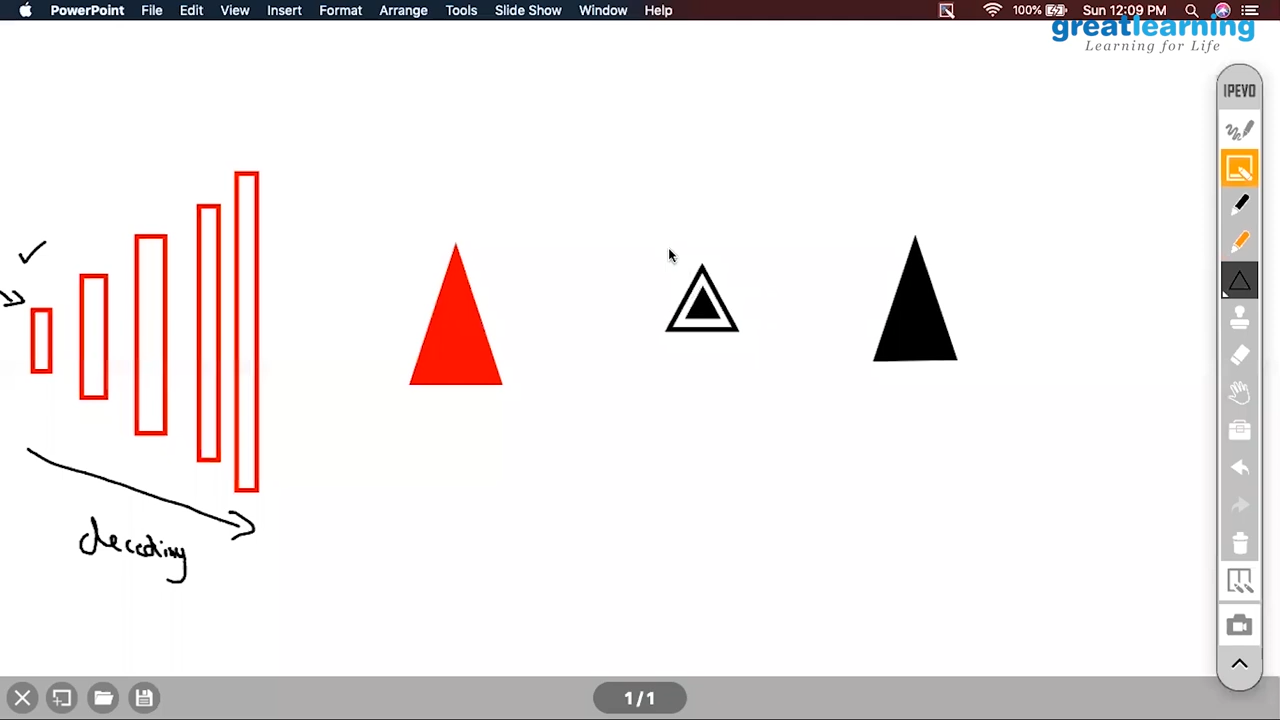 PowerPoint File Edit View Insert Format Arrange Tools Slide Show Window Help 100% Sun 12:09 PM
greatlearning
Learning for Life
IPEVO
decoding
1/1